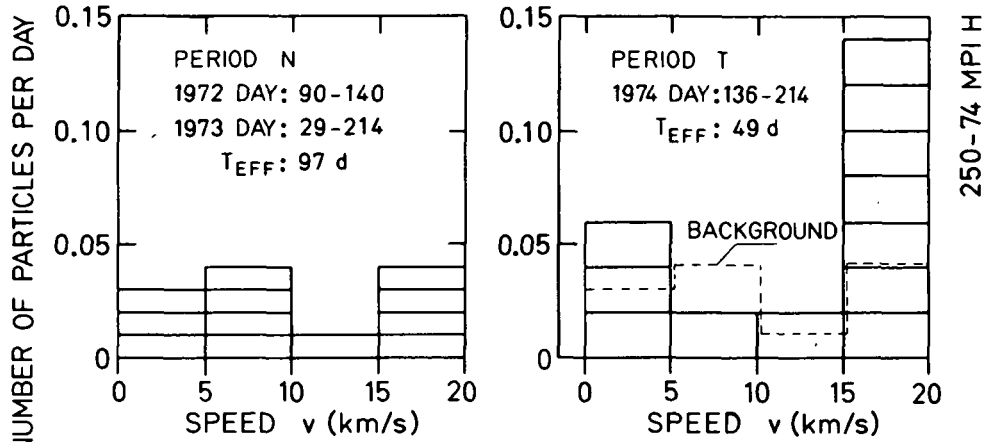 NUMBER OF PARTICLES PER DAY
0.15
0.10
0.05
0
PERIOD N
1972 DAY: 90-140
1973 DAY: 29-214
T_EFF: 97 d
0 5 10 15 20
SPEED v (km/s)
0.15
0.10
0.05
0
PERIOD T
1974 DAY:136-214
T_EFF: 49 d
BACKGROUND
0 5 10 15 20
SPEED v (km/s)
250-74 MPI H